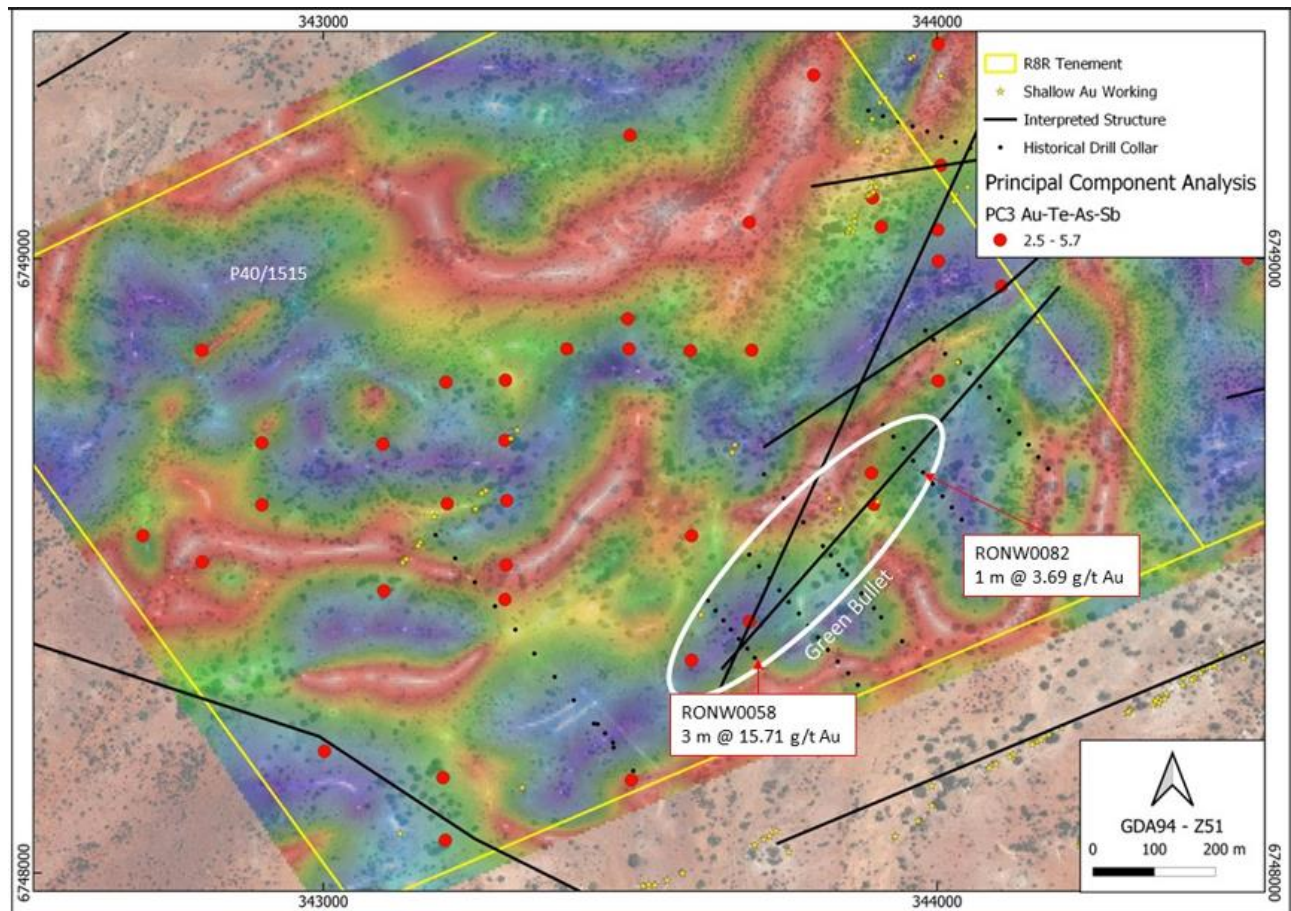 343000
344000
R8R Tenement
Shallow Au Working
Interpreted Structure
Historical Drill Collar
Principal Component Analysis
PC3 Au-Te-As-Sb
2.5 - 5.7
6749000
6749000
P40/1515
RONW0082
1 m @ 3.69 g/t Au
Green Bullet
RONW0058
3 m @ 15.71 g/t Au
GDA94 - Z51
0 100 200 m
6748000
6748000
343000
344000